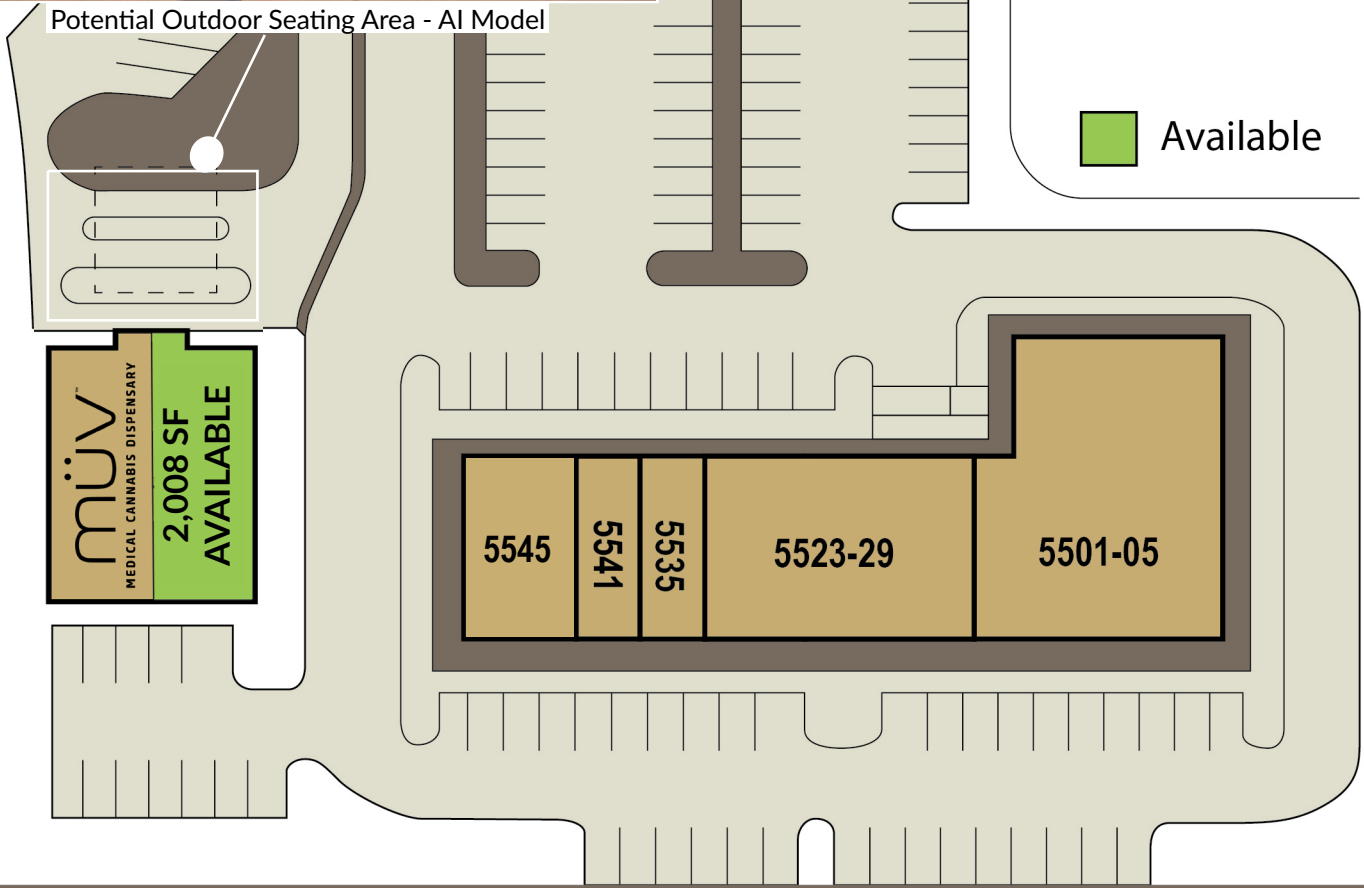 Potential Outdoor Seating Area - AI Model
Available
müv™
MEDICAL CANNABIS DISPENSARY
2,008 SF
AVAILABLE
5545
5541
5535
5523-29
5501-05